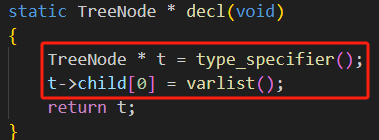 static TreeNode * decl(void)
{
    TreeNode * t = type_specifier();
    t->child[0] = varlist();
    return t;
}